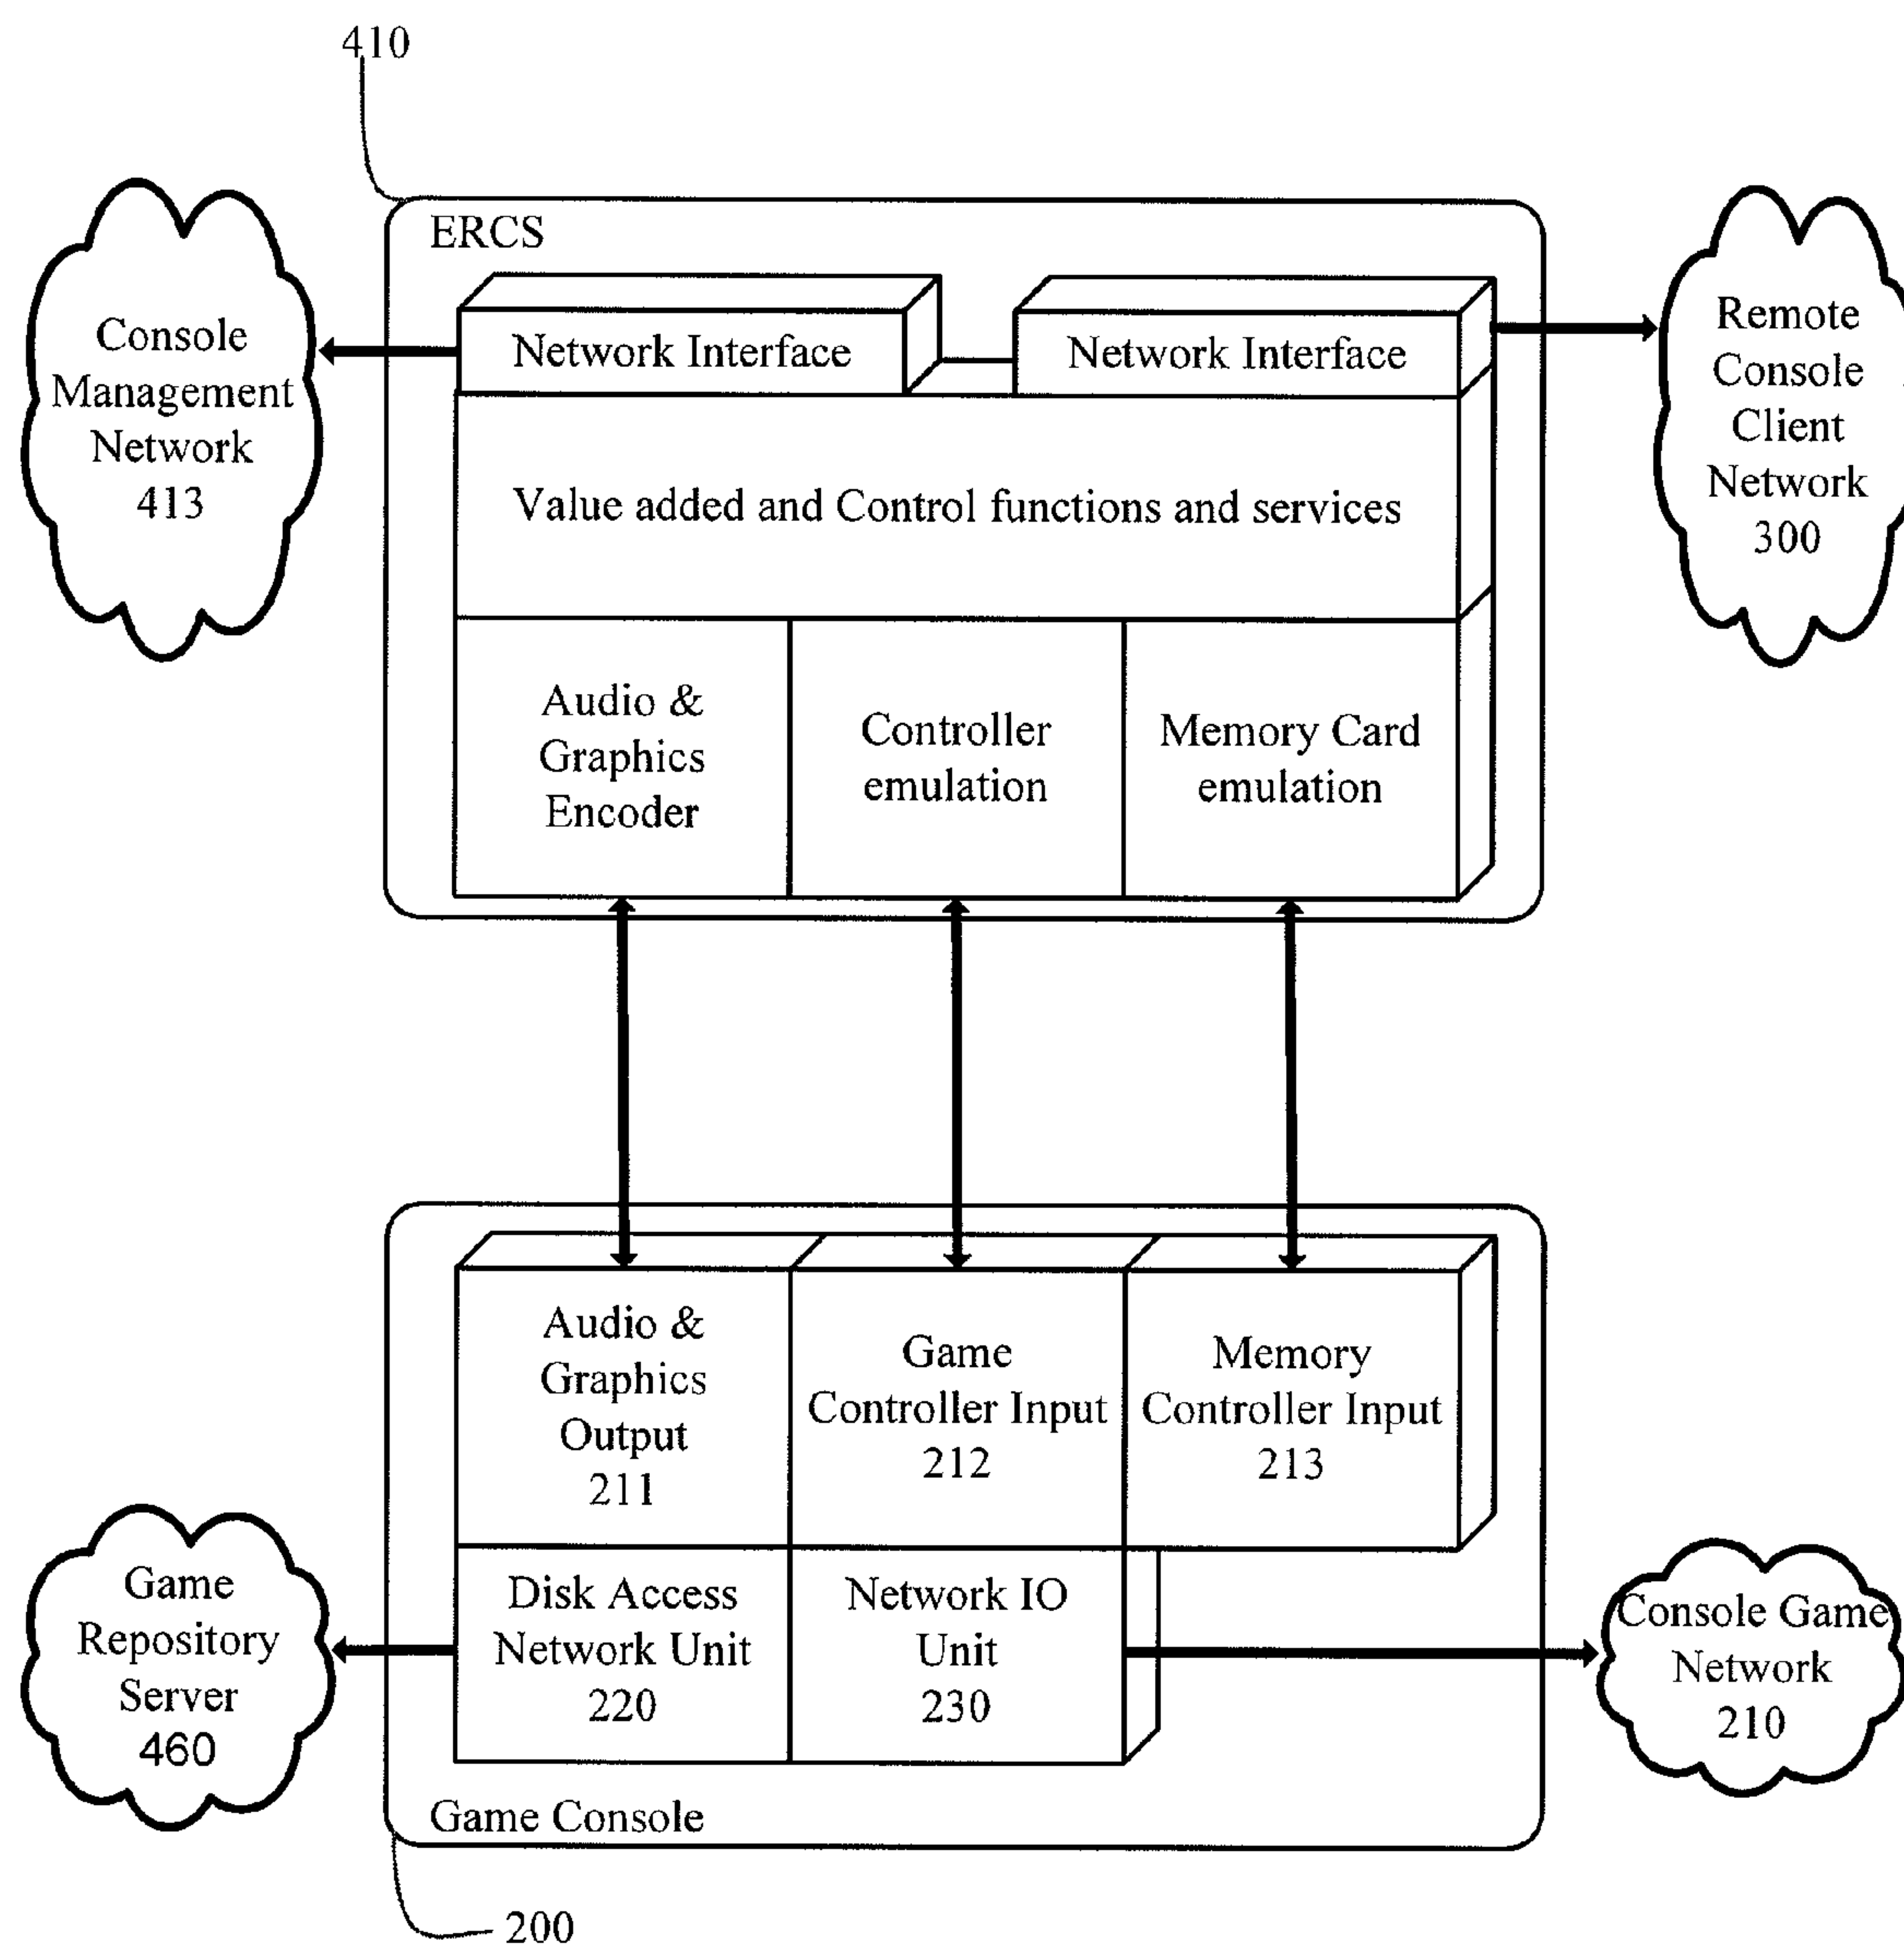 410
ERCS
Console
Management
Network
413
Network Interface
Network Interface
Remote
Console
Client
Network
300
Value added and Control functions and services
Audio &
Graphics
Encoder
Controller
emulation
Memory Card
emulation
Audio &
Graphics
Output
211
Game
Controller Input
212
Memory
Controller Input
213
Game
Repository
Server
460
Disk Access
Network Unit
220
Network IO
Unit
230
Console Game
Network
210
Game Console
200